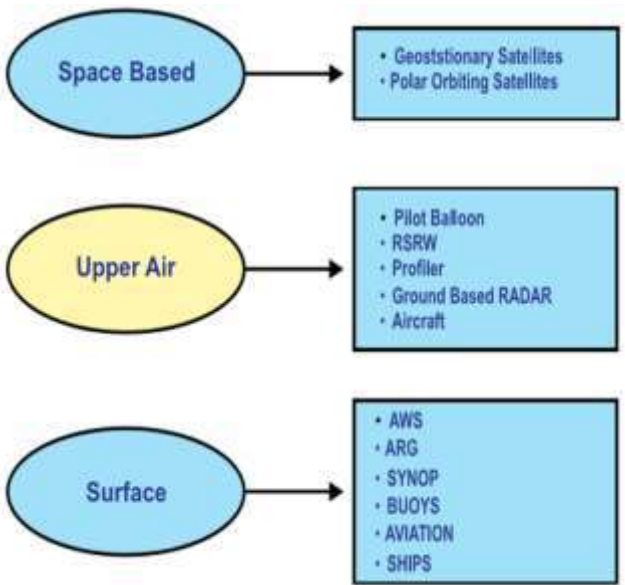 Space Based
• Geoststionary Satellites
• Polar Orbiting Satellites
Upper Air
• Pilot Balloon
• RSRW
• Profiler
• Ground Based RADAR
• Aircraft
Surface
• AWS
• ARG
• SYNOP
• BUOYS
• AVIATION
• SHIPS